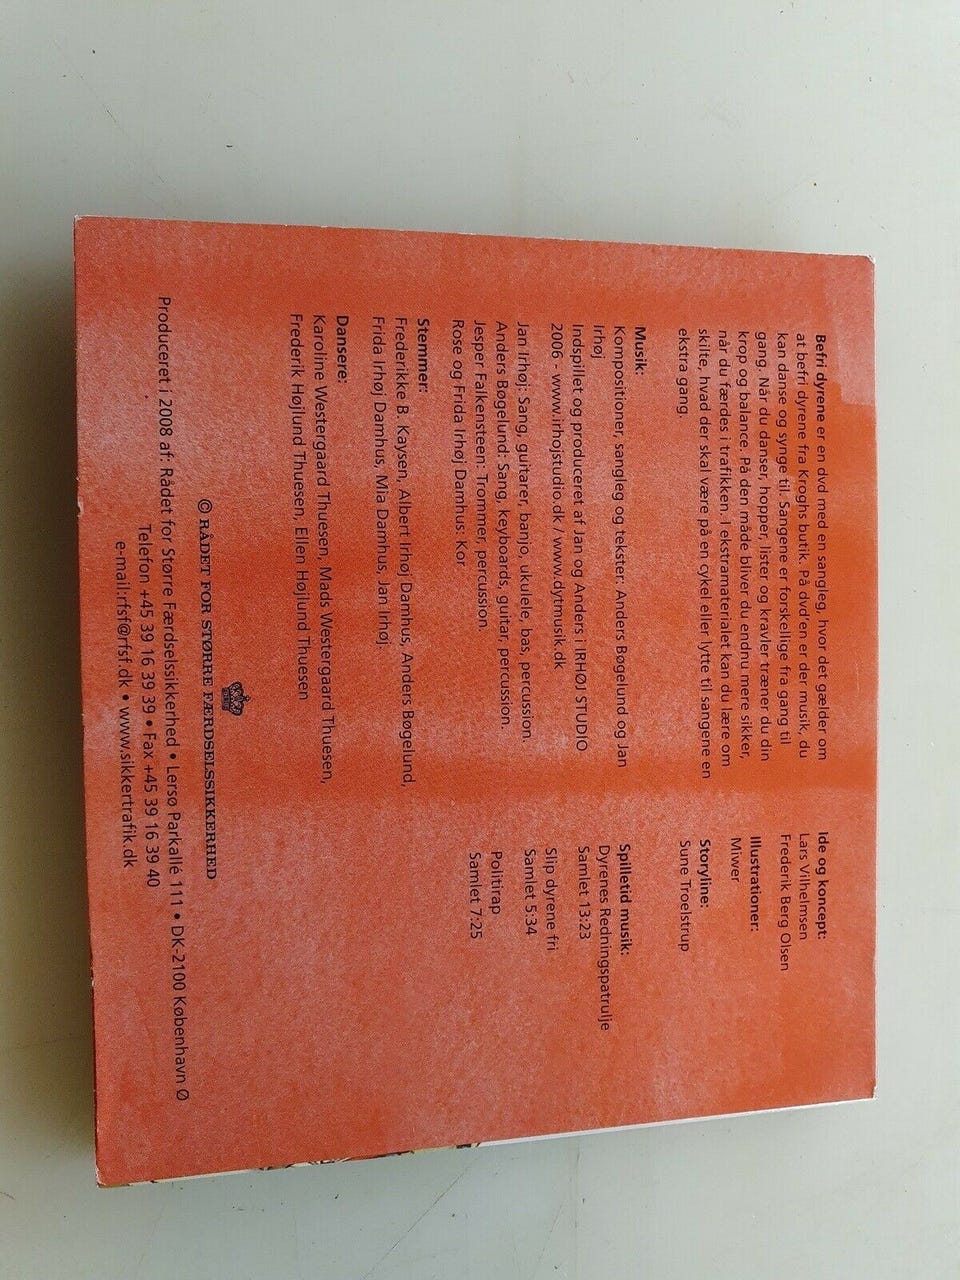 Befri dyrene er en dvd med en sangleg, hvor det gælder om
at befri dyrene fra Kroghs butik. På dvd'en er der musik, du
kan danse og synge til. Sangene er forskellige fra gang til
gang. Når du danser, hopper, lister og kravler træner du din
krop og balance. På den måde bliver du endnu mere sikker,
når du færdes i trafikken. I ekstramaterialet kan du lære om
skilte, hvad der skal være på en cykel eller lytte til sangene en
ekstra gang.
Musik:
Kompositioner, sangleg og tekster: Anders Bøgelund og Jan
Irhøj
Indspillet og produceret af Jan og Anders i IRHØJ STUDIO
2006 - www.irhojstudio.dk / www.dytmusik.dk
Jan Irhøj: Sang, guitarer, banjo, ukulele, bas, percussion.
Anders Bøgelund: Sang, keyboards, guitar, percussion.
Jesper Falkensteen: Trommer, percussion.
Rose og Frida Irhøj Damhus: Kor
Stemmer:
Frederikke B. Kaysen, Albert Irhøj Damhus, Anders Bøgelund,
Frida Irhøj Damhus, Mia Damhus, Jan Irhøj
Dansere:
Karoline Westergaard Thuesen, Mads Westergaard Thuesen,
Frederik Højlund Thuesen, Ellen Højlund Thuesen
Ide og koncept:
Lars Vilhelmsen
Frederik Berg Olsen
Illustrationer:
Miwer
Storyline:
Sune Troelstrup
Spilletid musik:
Dyrenes Redningspatrulje
Samlet 13:23
Slip dyrene fri
Samlet 5:34
Politirap
Samlet 7:25
© RÅDET FOR STØRRE FÆRDSELSSIKKERHED
Produceret i 2008 af: Rådet for Større Færdselssikkerhed • Lersø Parkallé 111 • DK-2100 København Ø
Telefon +45 39 16 39 39 • Fax +45 39 16 39 40
e-mail:rfsf@rfsf.dk • www.sikkertrafik.dk